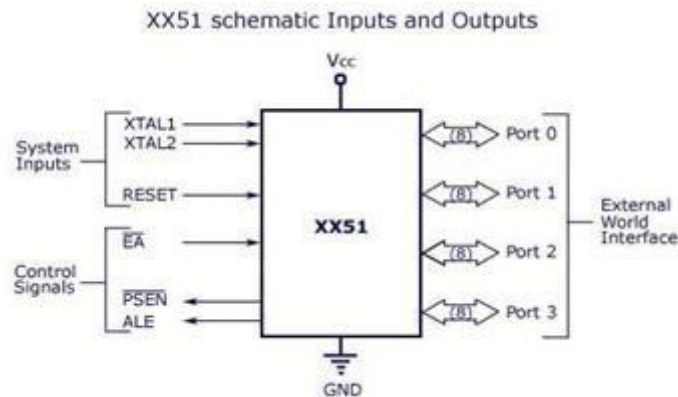 XX51 schematic Inputs and Outputs
Vcc
XTAL1
XTAL2
System
Inputs
RESET
EA
Control
Signals
PSEN
ALE
XX51
(8) Port 0
(8) Port 1
(8) Port 2
(8) Port 3
External
World
Interface
GND